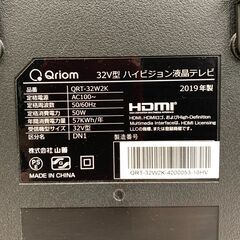 Qriom
32V型 ハイビジョン液晶テレビ
QRT-32W2K
2019年製
定格電源 AC100~
定格周波数 50/60Hz
定格消費電力 50W
年間消費電力量 57KWh/年
受信機型サイズ 32V型
区分名 DN1
HDMI
HDMI、HDMIロゴ、およびHigh-Definition
Multimedia Interfaceは、HDMI Licensing
LLCの商標または登録商標です。
製造番号
PSE
株式会社 山善
QRT-32W2K-4200053-10HV